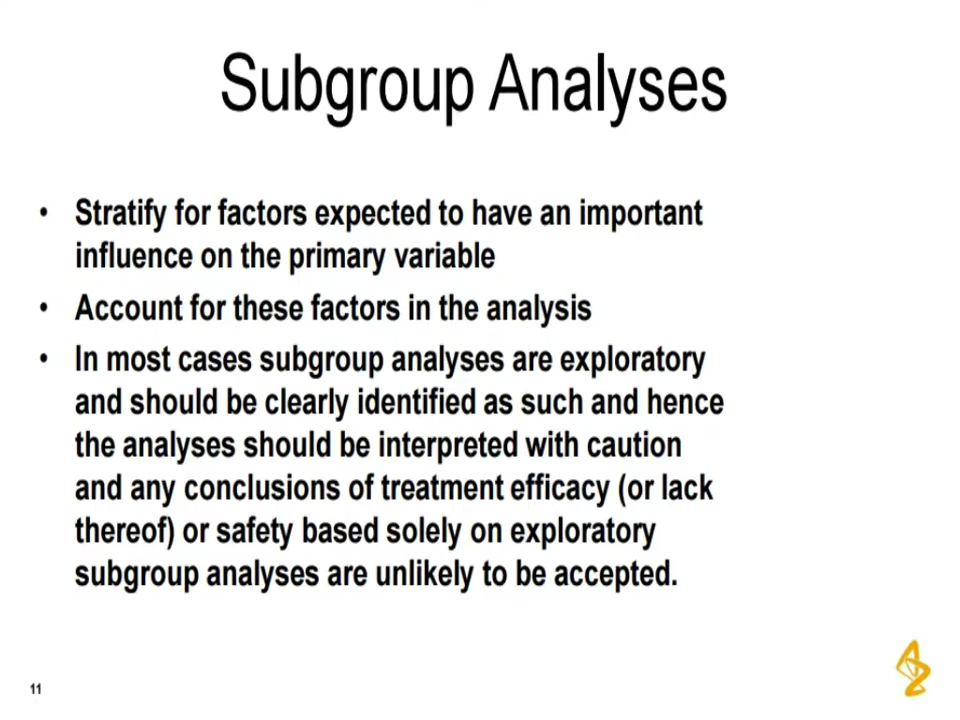 Subgroup Analyses
• Stratify for factors expected to have an important
influence on the primary variable
• Account for these factors in the analysis
• In most cases subgroup analyses are exploratory
and should be clearly identified as such and hence
the analyses should be interpreted with caution
and any conclusions of treatment efficacy (or lack
thereof) or safety based solely on exploratory
subgroup analyses are unlikely to be accepted.
11